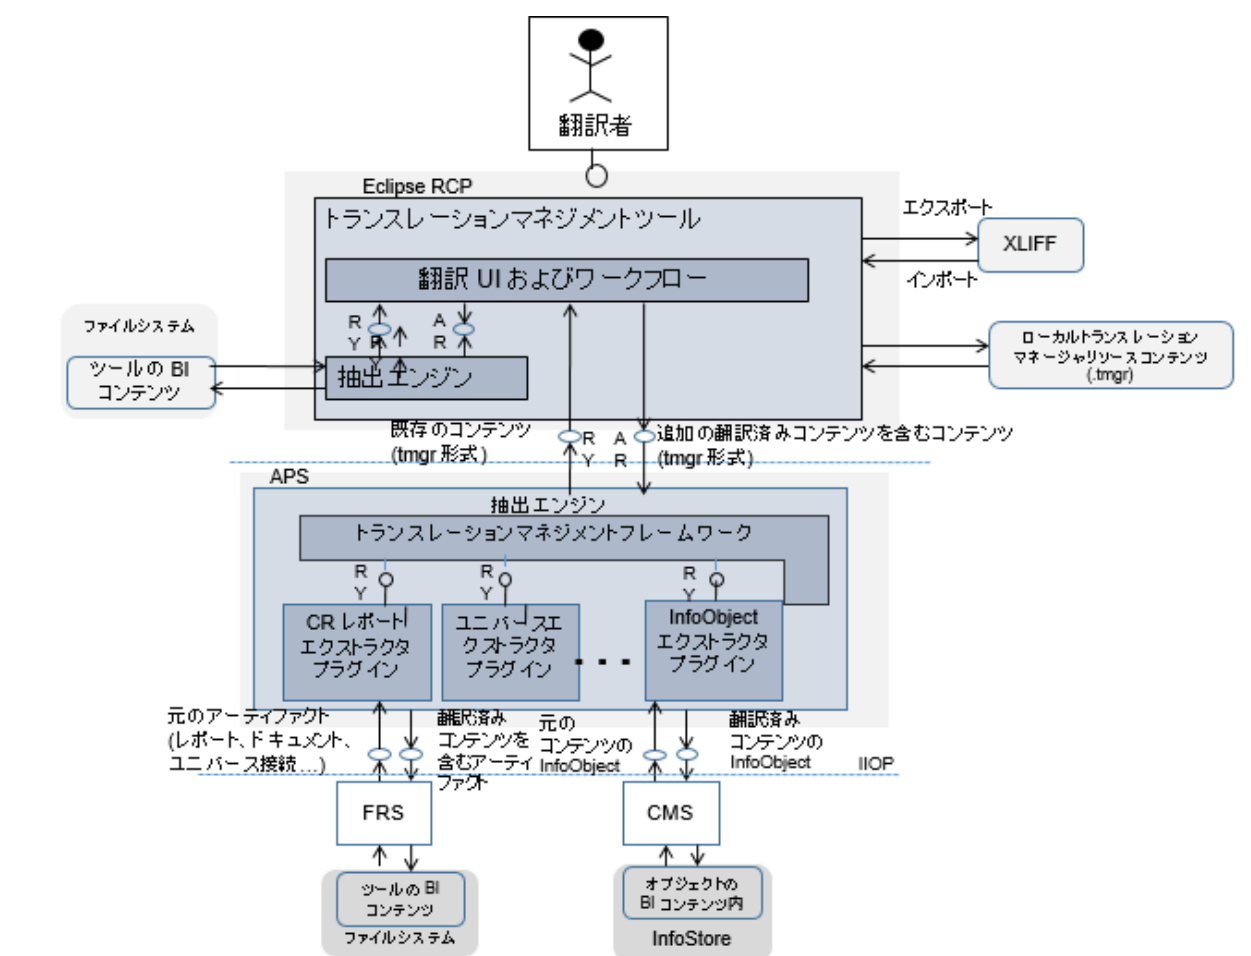 翻訳者
Eclipse RCP
トランスレーションマネジメントツール
エクスポート
XLIFF
インポート
翻訳 UI およびワークフロー
R
Y
A
R
R
Y
抽出エンジン
ファイルシステム
ツールの BI
コンテンツ
ローカルトランスレーション
マネージャリソースコンテンツ
(.tmgr)
既存のコンテンツ
(tmgr 形式)
R
Y
A
R
追加の翻訳済みコンテンツを含むコンテンツ
(tmgr 形式)
APS
抽出エンジン
トランスレーションマネジメントフレームワーク
R
Y
R
Y
R
Y
CR レポート
エクストラクタ
プラグイン
ユニバースエ
クストラクタ
プラグイン
...
InfoObject
エクストラクタ
プラグイン
元のアーティファクト
(レポート、ドキュメント、
ユニバース接続...)
翻訳済み
コンテンツを
含むアーティ
ファクト
元の
コンテンツの
InfoObject
翻訳済み
コンテンツの
InfoObject
IIOP
FRS
CMS
ツールの BI
コンテンツ
ファイルシステム
オブジェクトの
BI コンテンツ内
InfoStore